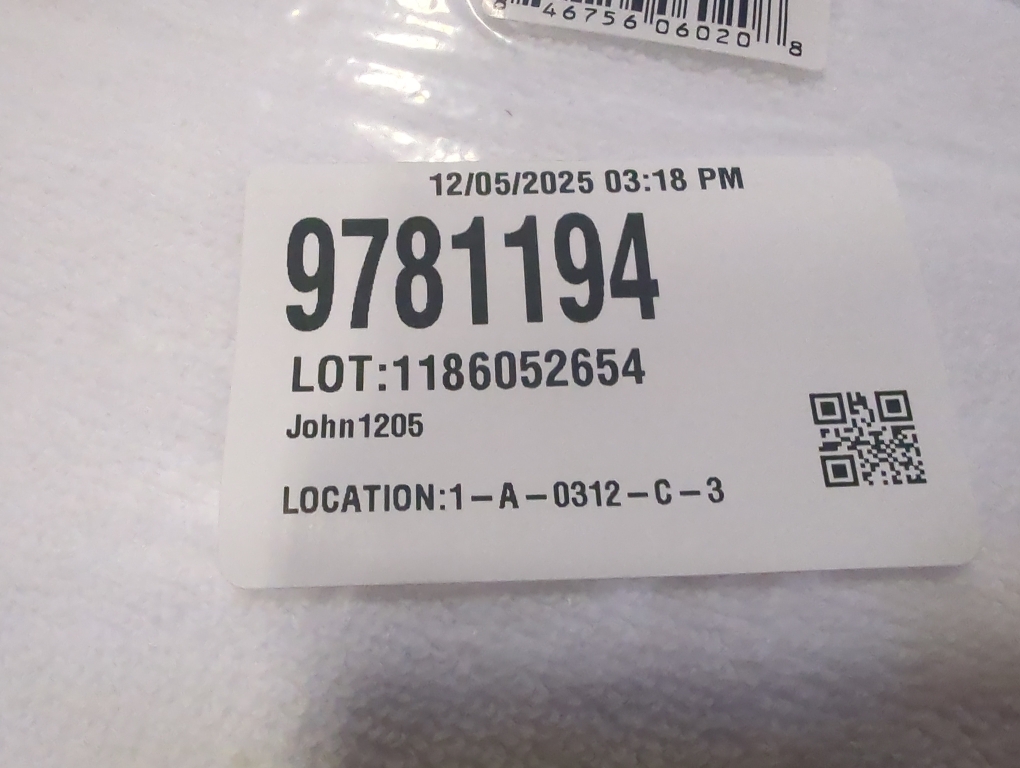 46756 06020 8
12/05/2025 03:18 PM
9781194
LOT:1186052654
John1205
LOCATION:1-A-0312-C-3